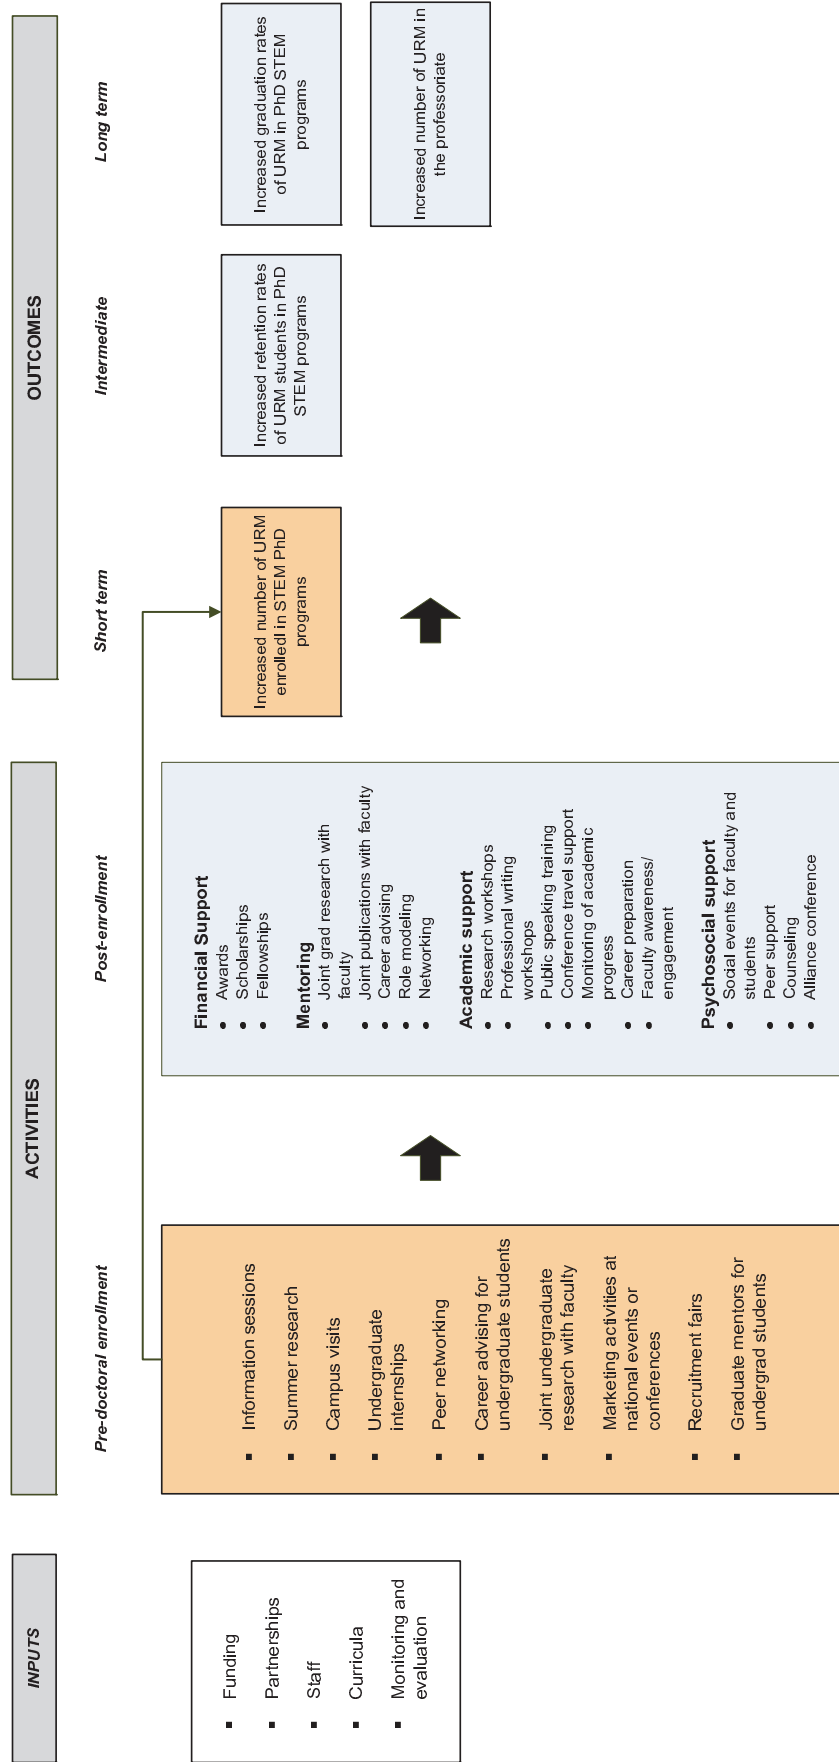 INPUTS
Funding
Partnerships
Staff
Curricula
Monitoring and
evaluation
ACTIVITIES
Pre-doctoral enrollment
Information sessions
Summer research
Campus visits
Undergraduate
internships
Peer networking
Career advising for
undergraduate students
Joint undergraduate
research with faculty
Marketing activities at
national events or
conferences
Recruitment fairs
Graduate mentors for
undergrad students
Post-enrollment
Financial Support
Awards
Scholarships
Fellowships
Mentoring
Joint grad research with
faculty
Joint publications with faculty
Career advising
Role modeling
Networking
Academic support
Research workshops
Professional writing
workshops
Public speaking training
Conference travel support
Monitoring of academic
progress
Career preparation
Faculty awareness/
engagement
Psychosocial support
Social events for faculty and
students
Peer support
Counseling
Alliance conference
OUTCOMES
Short term
Increased number of URM
enrolledl in STEM PhD
programs
Intermediate
Increased retention rates
of URM students in PhD
STEM programs
Long term
Increased graduation rates
of URM in PhD STEM
programs
Increased number of URM in
the professoriate